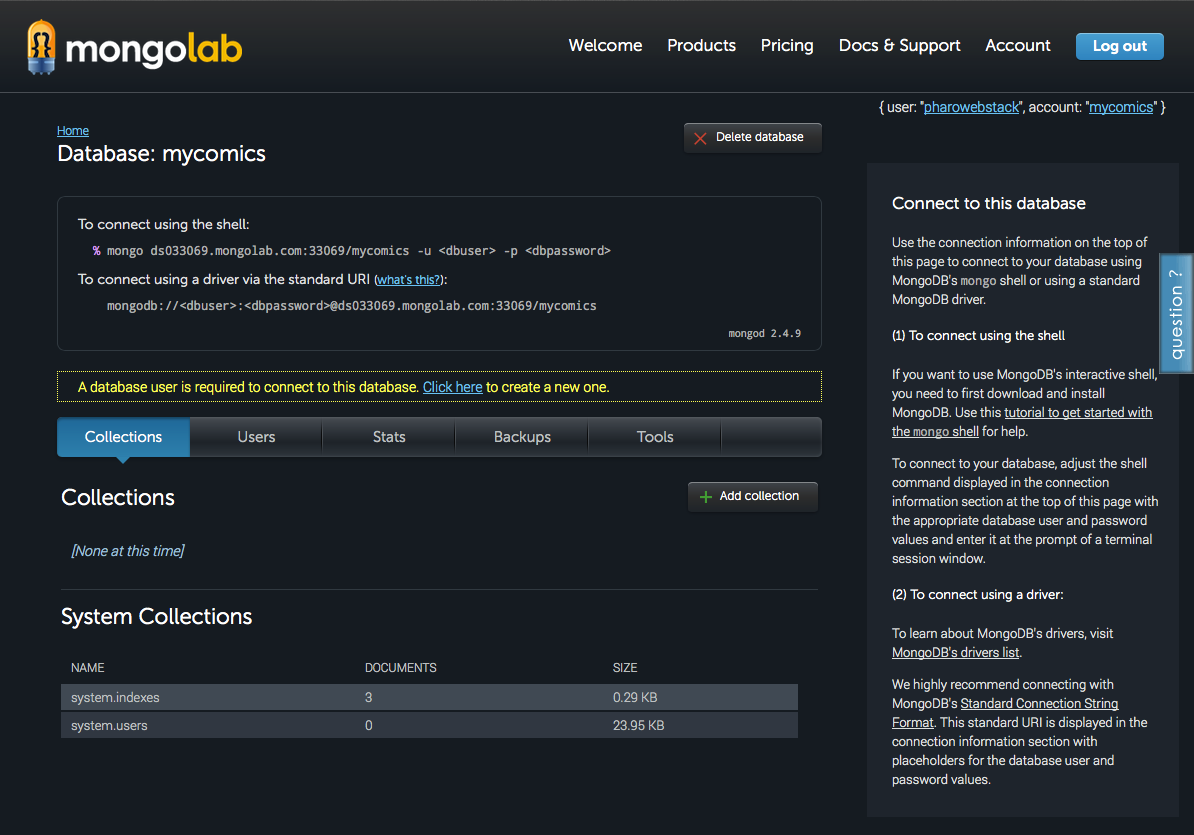 mongolab
Welcome Products Pricing Docs & Support Account Log out
{ user: "pharowebstack", account: "mycomics" }
Home
Database: mycomics
Delete database
To connect using the shell:
% mongo ds033069.mongolab.com:33069/mycomics -u <dbuser> -p <dbpassword>
To connect using a driver via the standard URI (what's this?):
mongodb://<dbuser>:<dbpassword>@ds033069.mongolab.com:33069/mycomics
mongod 2.4.9
A database user is required to connect to this database. Click here to create a new one.
Collections Users Stats Backups Tools
Collections
Add collection
[None at this time]
System Collections
NAME DOCUMENTS SIZE
system.indexes 3 0.29 KB
system.users 0 23.95 KB
Connect to this database
Use the connection information on the top of
this page to connect to your database using
MongoDB's mongo shell or using a standard
MongoDB driver.
(1) To connect using the shell
If you want to use MongoDB's interactive shell,
you need to first download and install
MongoDB. Use this tutorial to get started with
the mongo shell for help.
To connect to your database, adjust the shell
command displayed in the connection
information section at the top of this page with
the appropriate database user and password
values and enter it at the prompt of a terminal
session window.
(2) To connect using a driver:
To learn about MongoDB's drivers, visit
MongoDB's drivers list.
We highly recommend connecting with
MongoDB's Standard Connection String
Format. This standard URI is displayed in the
connection information section with
placeholders for the database user and
password values.
question ?